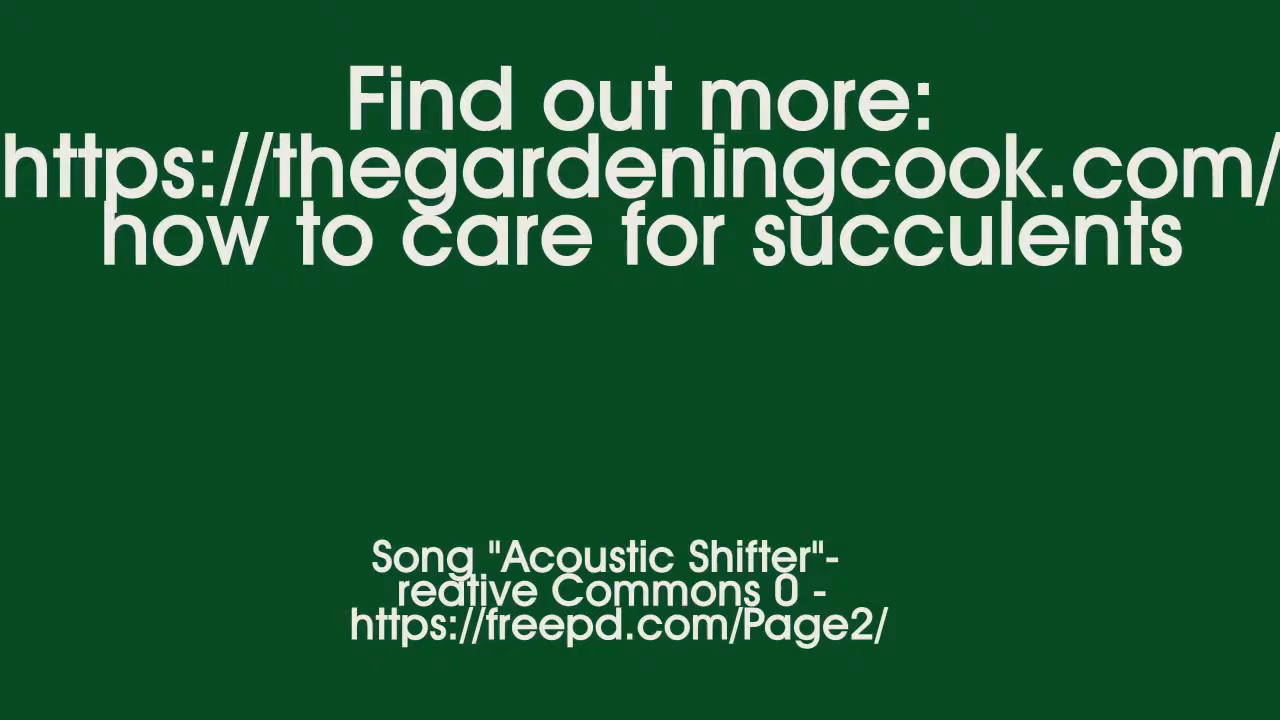 Find out more:
https://thegardeningcook.com/
how to care for succulents
Song "Acoustic Shifter"-
reative Commons 0 -
https://freepd.com/Page2/